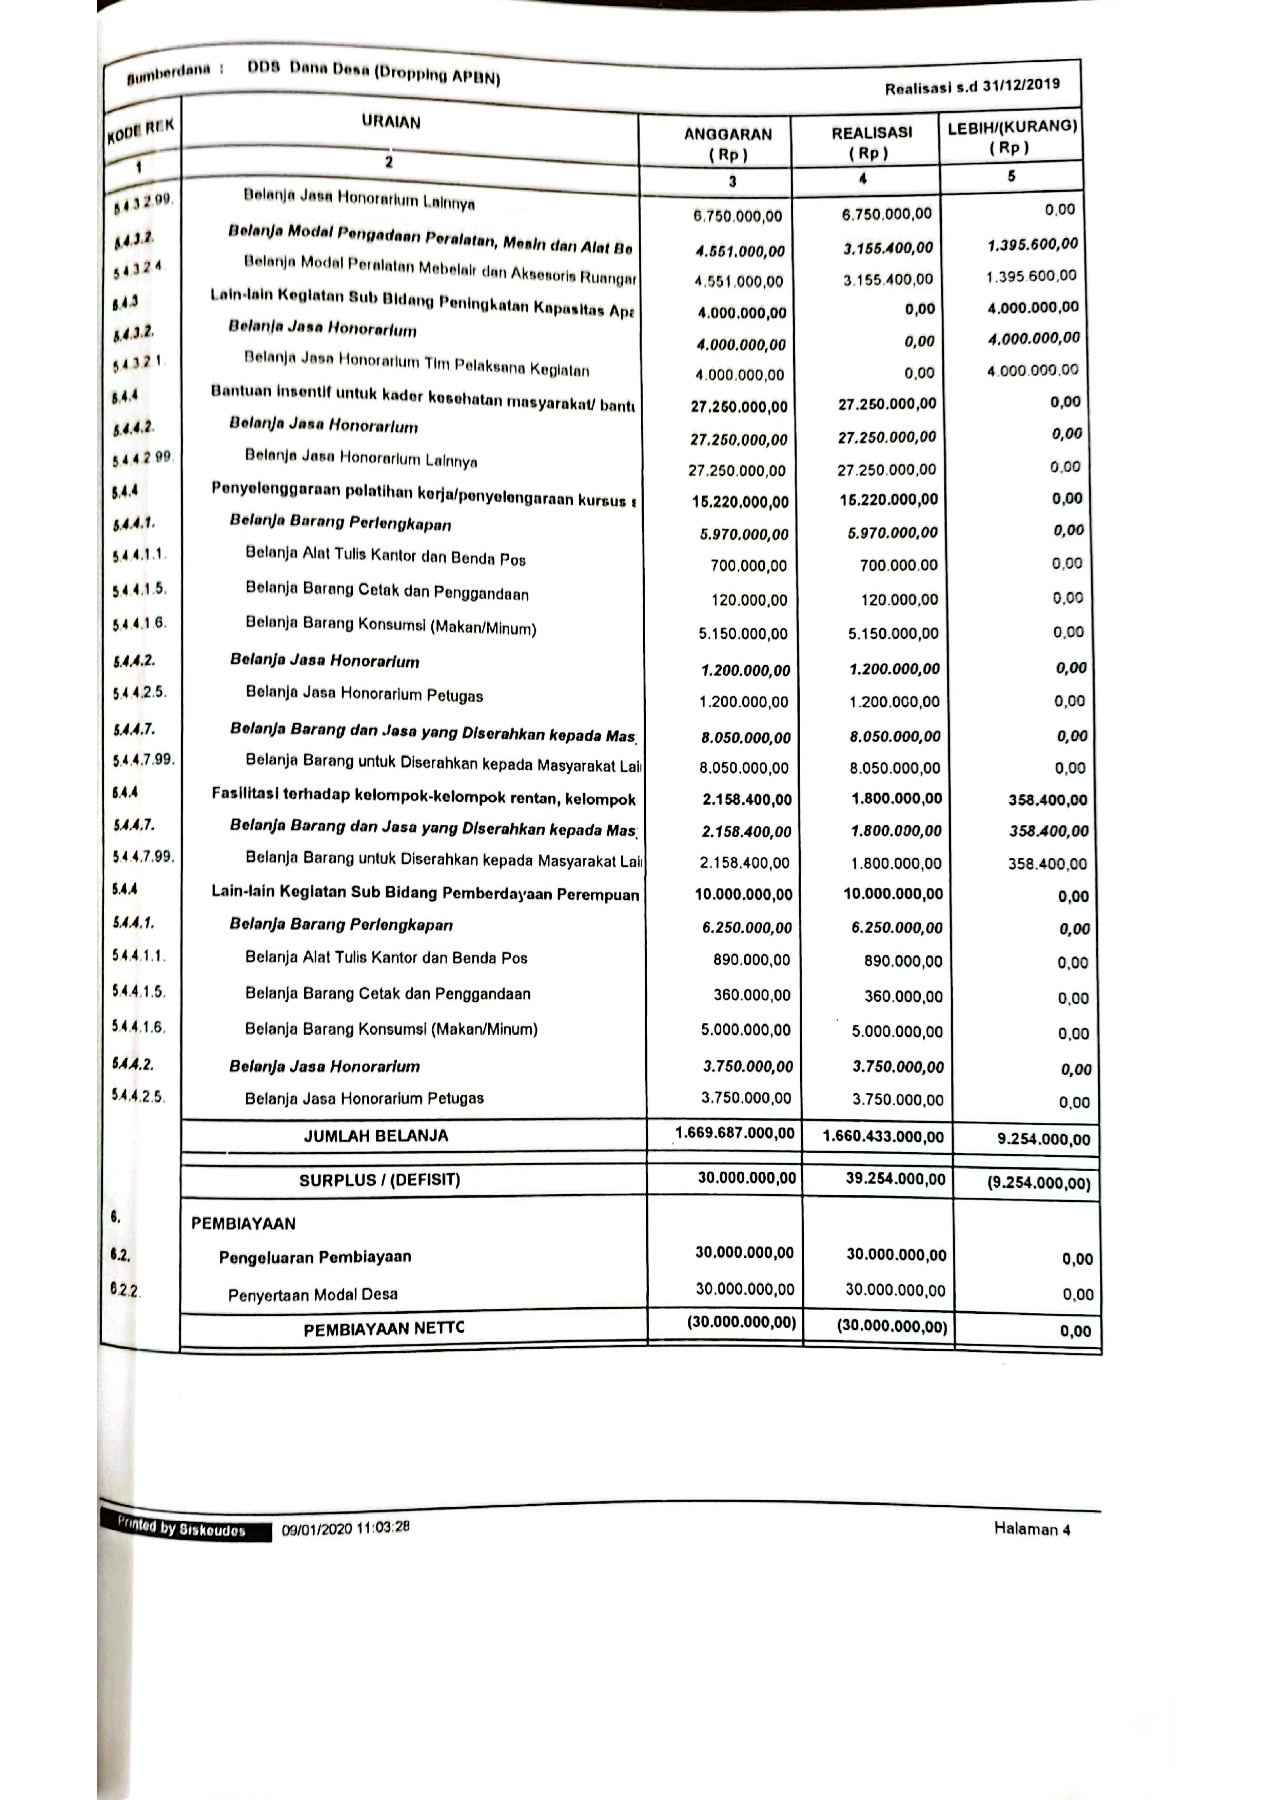 Sumberdana : DDS Dana Desa (Dropping APBN)
Realisasi s.d 31/12/2019
KODE REK URAIAN ANGGARAN ( Rp ) REALISASI ( Rp ) LEBIH/(KURANG) ( Rp )
1 2 3 4 5
5.4.3.2.99. Belanja Jasa Honorarium Lainnya 6.750.000,00 6.750.000,00 0,00
5.4.3.2. Belanja Modal Pengadaan Peralatan, Mesin dan Alat Be 4.551.000,00 3.155.400,00 1.395.600,00
5.4.3.2.4. Belanja Modal Peralatan Mebelair dan Aksesoris Ruangan 4.551.000,00 3.155.400,00 1.395.600,00
5.4.3 Lain-lain Kegiatan Sub Bidang Peningkatan Kapasitas Apa 4.000.000,00 0,00 4.000.000,00
5.4.3.2. Belanja Jasa Honorarium 4.000.000,00 0,00 4.000.000,00
5.4.3.2.1. Belanja Jasa Honorarium Tim Pelaksana Kegiatan 4.000.000,00 0,00 4.000.000,00
5.4.4 Bantuan insentif untuk kader kesehatan masyarakat/ bantu 27.250.000,00 27.250.000,00 0,00
5.4.4.2. Belanja Jasa Honorarium 27.250.000,00 27.250.000,00 0,00
5.4.4.2.99. Belanja Jasa Honorarium Lainnya 27.250.000,00 27.250.000,00 0,00
5.4.4 Penyelenggaraan pelatihan kerja/penyelengaraan kursus s 15.220.000,00 15.220.000,00 0,00
5.4.4.1. Belanja Barang Perlengkapan 5.970.000,00 5.970.000,00 0,00
5.4.4.1.1. Belanja Alat Tulis Kantor dan Benda Pos 700.000,00 700.000,00 0,00
5.4.4.1.5. Belanja Barang Cetak dan Penggandaan 120.000,00 120.000,00 0,00
5.4.4.1.6. Belanja Barang Konsumsi (Makan/Minum) 5.150.000,00 5.150.000,00 0,00
5.4.4.2. Belanja Jasa Honorarium 1.200.000,00 1.200.000,00 0,00
5.4.4.2.5. Belanja Jasa Honorarium Petugas 1.200.000,00 1.200.000,00 0,00
5.4.4.7. Belanja Barang dan Jasa yang Diserahkan kepada Mas 8.050.000,00 8.050.000,00 0,00
5.4.4.7.99. Belanja Barang untuk Diserahkan kepada Masyarakat Lai 8.050.000,00 8.050.000,00 0,00
5.4.4 Fasilitasi terhadap kelompok-kelompok rentan, kelompok 2.158.400,00 1.800.000,00 358.400,00
5.4.4.7. Belanja Barang dan Jasa yang Diserahkan kepada Mas 2.158.400,00 1.800.000,00 358.400,00
5.4.4.7.99. Belanja Barang untuk Diserahkan kepada Masyarakat Lai 2.158.400,00 1.800.000,00 358.400,00
5.4.4 Lain-lain Kegiatan Sub Bidang Pemberdayaan Perempuan 10.000.000,00 10.000.000,00 0,00
5.4.4.1. Belanja Barang Perlengkapan 6.250.000,00 6.250.000,00 0,00
5.4.4.1.1. Belanja Alat Tulis Kantor dan Benda Pos 890.000,00 890.000,00 0,00
5.4.4.1.5. Belanja Barang Cetak dan Penggandaan 360.000,00 360.000,00 0,00
5.4.4.1.6. Belanja Barang Konsumsi (Makan/Minum) 5.000.000,00 5.000.000,00 0,00
5.4.4.2. Belanja Jasa Honorarium 3.750.000,00 3.750.000,00 0,00
5.4.4.2.5. Belanja Jasa Honorarium Petugas 3.750.000,00 3.750.000,00 0,00
JUMLAH BELANJA 1.669.687.000,00 1.660.433.000,00 9.254.000,00
SURPLUS / (DEFISIT) 30.000.000,00 39.254.000,00 (9.254.000,00)
6. PEMBIAYAAN
6.2. Pengeluaran Pembiayaan 30.000.000,00 30.000.000,00 0,00
6.2.2. Penyertaan Modal Desa 30.000.000,00 30.000.000,00 0,00
PEMBIAYAAN NETTO (30.000.000,00) (30.000.000,00) 0,00
Printed by Siskeudes 09/01/2020 11:03:28 Halaman 4